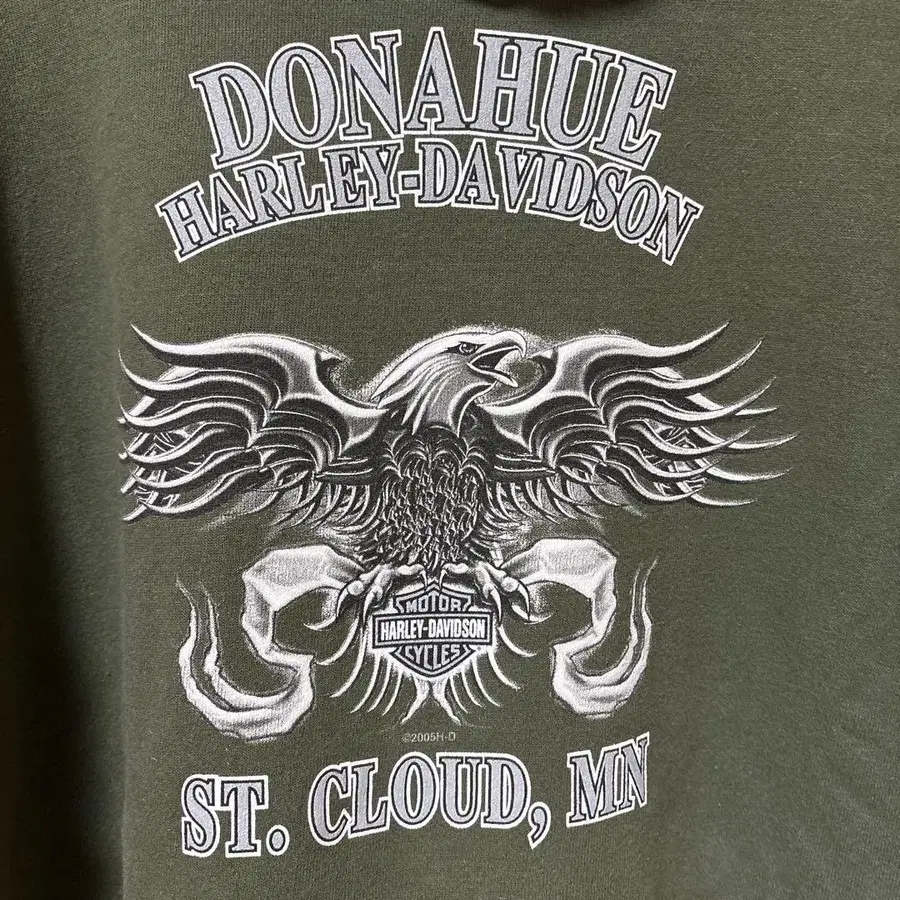 DONAHUE
HARLEY-DAVIDSON
MOTOR
HARLEY-DAVIDSON
CYCLES
©2005H-D
ST. CLOUD, MN